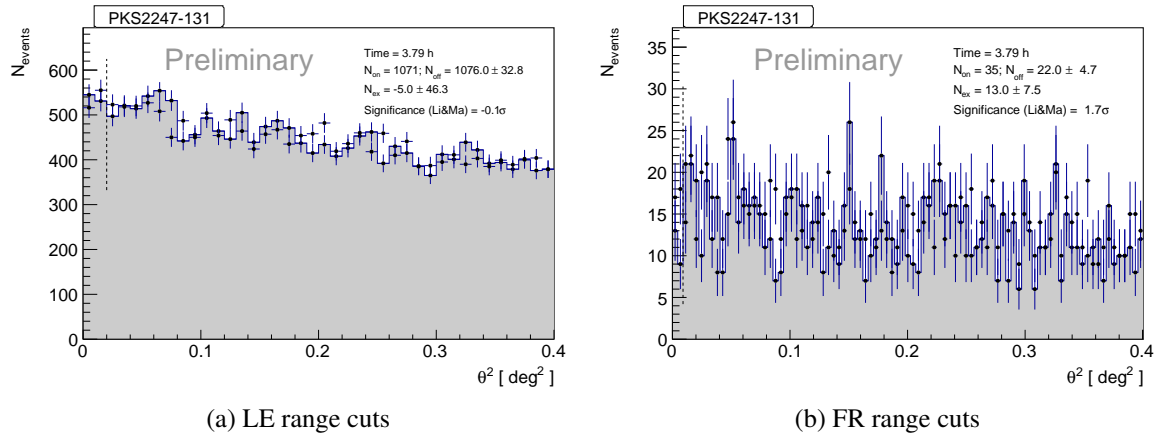 PKS2247-131
Preliminary
Time = 3.79 h
N_on = 1071; N_off = 1076.0 ± 32.8
N_ex = -5.0 ± 46.3
Significance (Li&Ma) = -0.1σ
N_events
600
500
400
300
200
100
0
0 0.1 0.2 0.3 0.4
θ² [ deg² ]
(a) LE range cuts
PKS2247-131
Preliminary
Time = 3.79 h
N_on = 35; N_off = 22.0 ± 4.7
N_ex = 13.0 ± 7.5
Significance (Li&Ma) = 1.7σ
N_events
35
30
25
20
15
10
5
0
0 0.1 0.2 0.3 0.4
θ² [ deg² ]
(b) FR range cuts